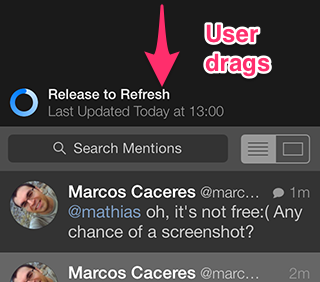 User
drags
Release to Refresh
Last Updated Today at 13:00
Search Mentions
Marcos Caceres @marc... 1m
@mathias oh, it's not free:( Any
chance of a screenshot?
Marcos Caceres @marc... 2m